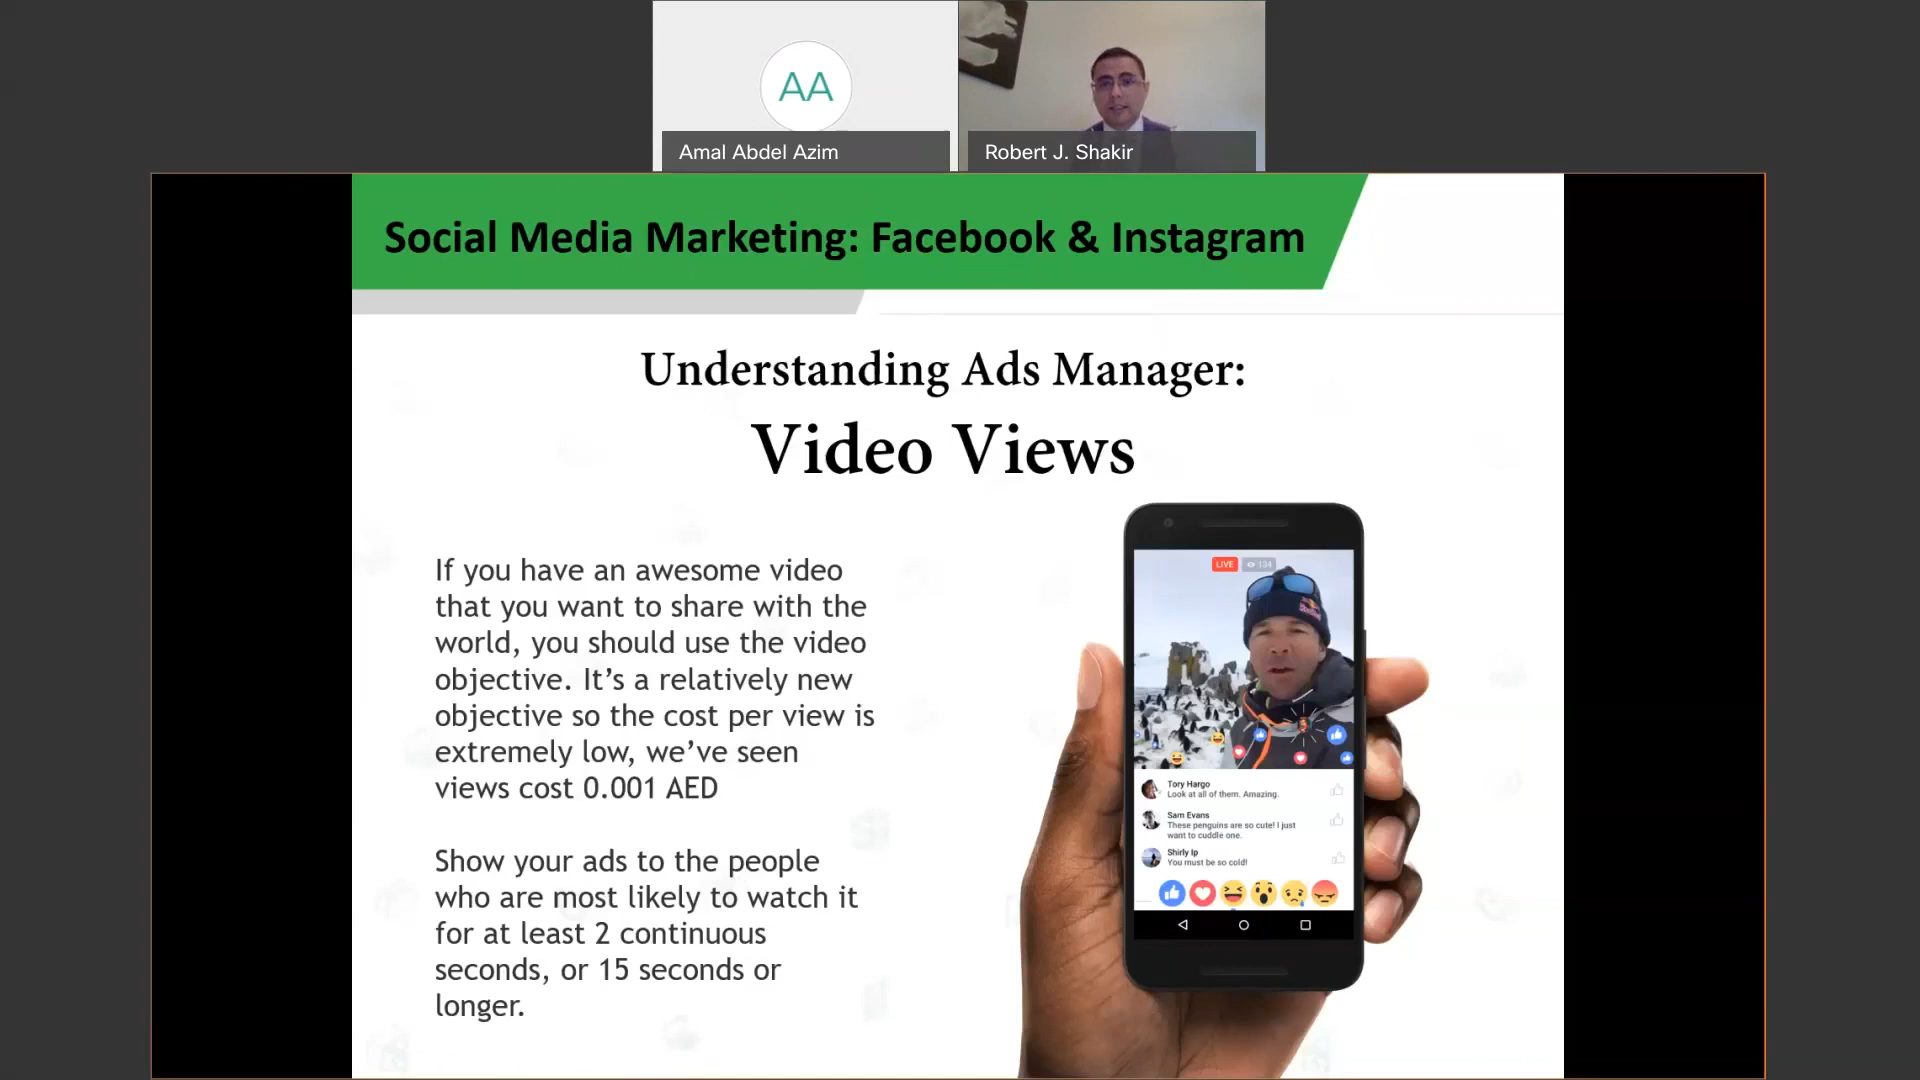 AA
Amal Abdel Azim
Robert J. Shakir
Social Media Marketing: Facebook & Instagram
Understanding Ads Manager:
Video Views
If you have an awesome video
that you want to share with the
world, you should use the video
objective. It’s a relatively new
objective so the cost per view is
extremely low, we’ve seen
views cost 0.001 AED
Show your ads to the people
who are most likely to watch it
for at least 2 continuous
seconds, or 15 seconds or
longer.
LIVE
134
Tory Hargo
Look at all of them. Amazing.
Sam Evans
These penguins are so cute! I just
want to cuddle one.
Shirly Ip
You must be so cold!